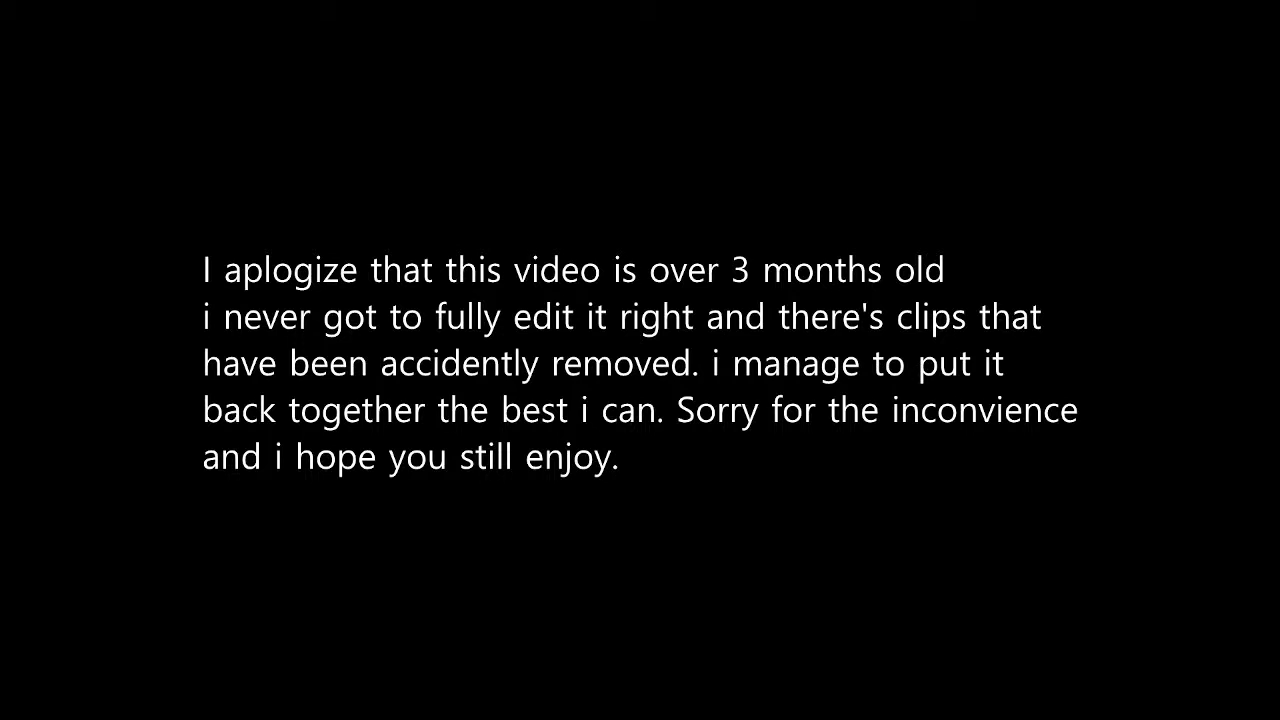 I aplogize that this video is over 3 months old
i never got to fully edit it right and there's clips that
have been accidently removed. i manage to put it
back together the best i can. Sorry for the inconvience
and i hope you still enjoy.